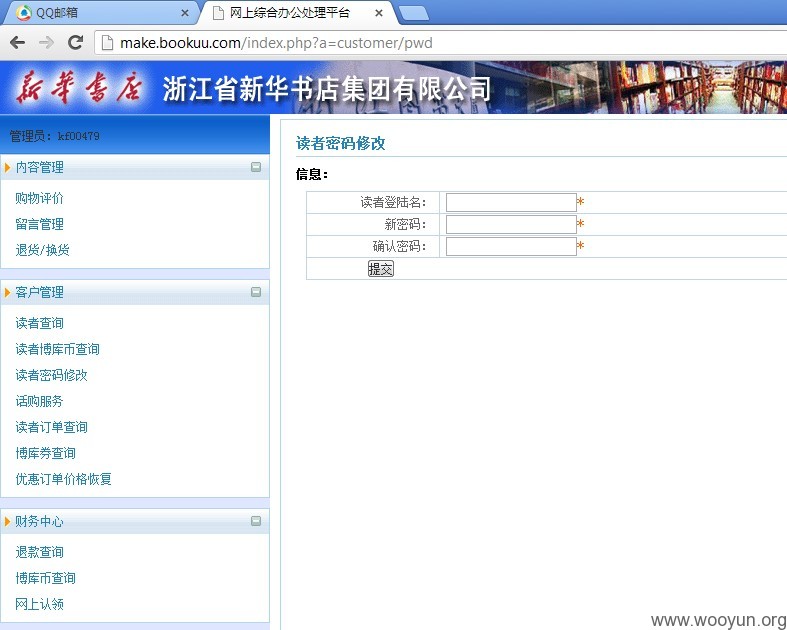 QQ邮箱
网上综合办公处理平台
make.bookuu.com/index.php?a=customer/pwd
新华书店 浙江省新华书店集团有限公司
管理员：kf00479
内容管理
购物评价
留言管理
退货/换货
客户管理
读者查询
读者博库币查询
读者密码修改
话购服务
读者订单查询
博库券查询
优惠订单价格恢复
财务中心
退款查询
博库币查询
网上认领
读者密码修改
信息：
读者登陆名： *
新密码： *
确认密码： *
提交
www.wooyun.org